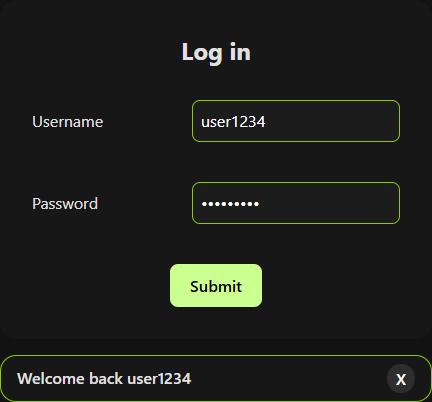 Log in
Username
user1234
Password
•••••••••
Submit
Welcome back user1234
X